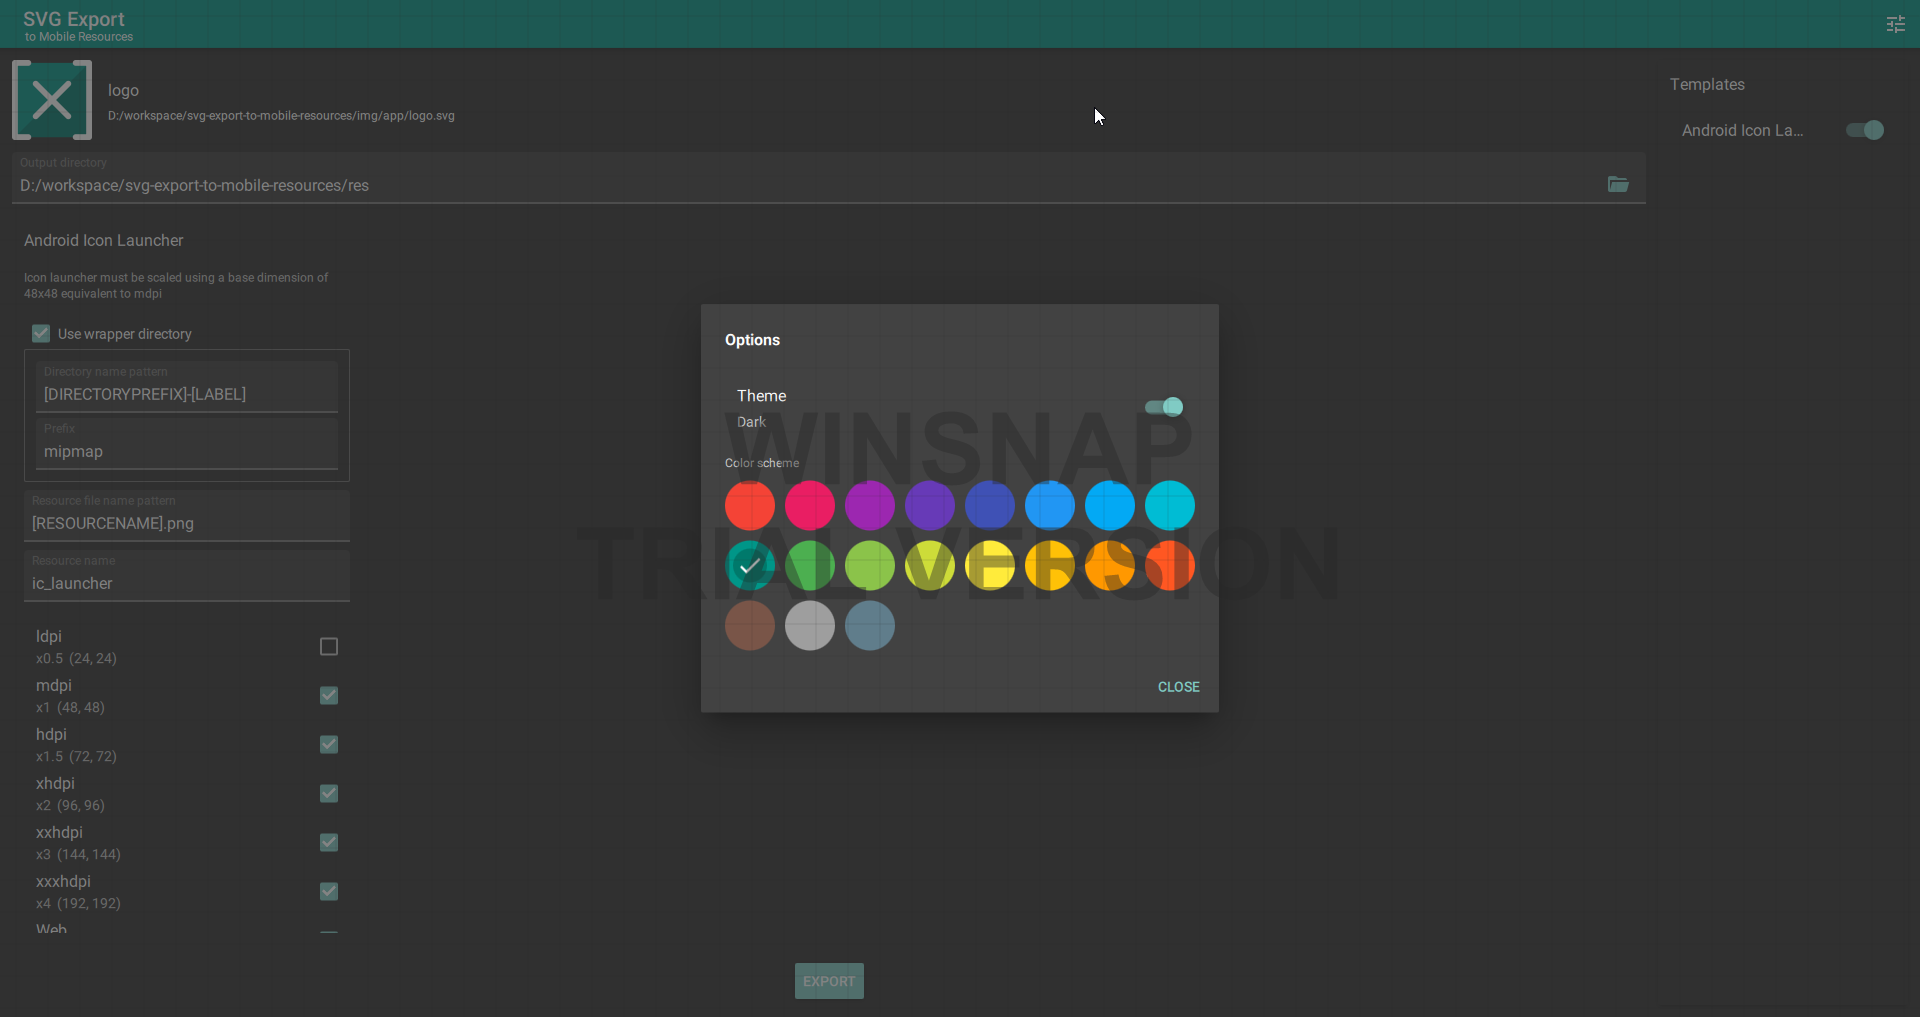 SVG Export
to Mobile Resources
logo
D:/workspace/svg-export-to-mobile-resources/img/app/logo.svg
Templates
Android Icon La...
Output directory
D:/workspace/svg-export-to-mobile-resources/res
Android Icon Launcher
Icon launcher must be scaled using a base dimension of
48x48 equivalent to mdpi
Use wrapper directory
Directory name pattern
[DIRECTORYPREFIX]-[LABEL]
Prefix
mipmap
Resource file name pattern
[RESOURCENAME].png
Resource name
ic_launcher
ldpi
x0.5 (24, 24)
mdpi
x1 (48, 48)
hdpi
x1.5 (72, 72)
xhdpi
x2 (96, 96)
xxhdpi
x3 (144, 144)
xxxhdpi
x4 (192, 192)
Web
Options
Theme
Dark
Color scheme
CLOSE
WINSNAP
TRIAL VERSION
EXPORT